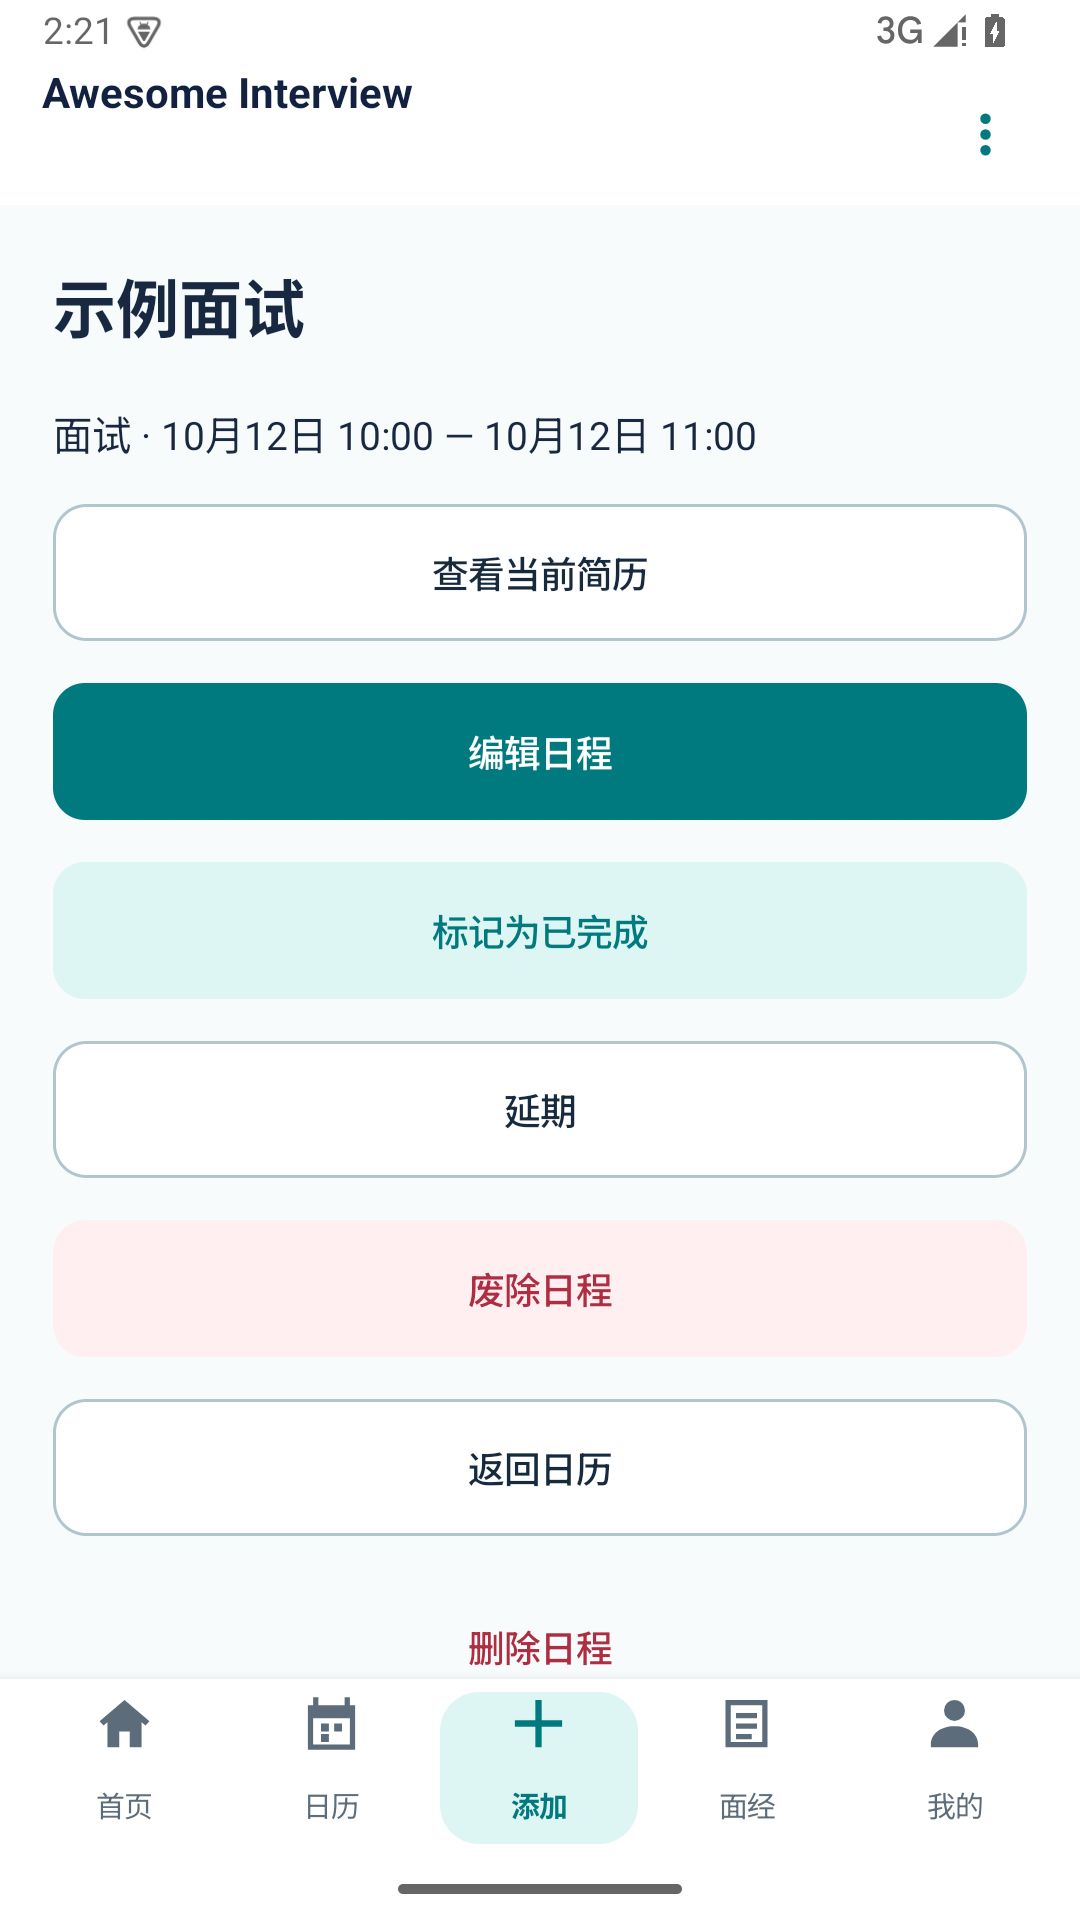 2:21
3G
Awesome Interview
示例面试
面试 · 10月12日 10:00 — 10月12日 11:00
查看当前简历
编辑日程
标记为已完成
延期
废除日程
返回日历
删除日程
首页
日历
添加
面经
我的